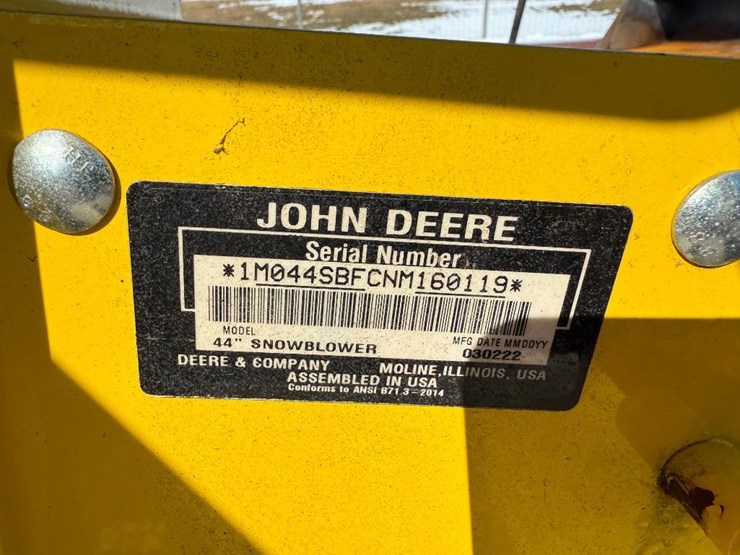 JOHN DEERE
Serial Number
*1M044SBFCNM160119*
MODEL
44" SNOWBLOWER
MFG DATE MMDDYY
030222
DEERE & COMPANY MOLINE, ILLINOIS, USA
ASSEMBLED IN USA
Conforms to ANSI B71.3-2014